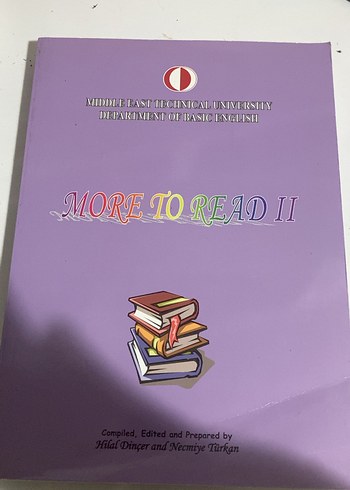 MIDDLE EAST TECHNICAL UNIVERSITY
DEPARTMENT OF BASIC ENGLISH
MORE TO READ II
Compiled, Edited and Prepared by
Hilal Dinçer and Necmiye Türkan